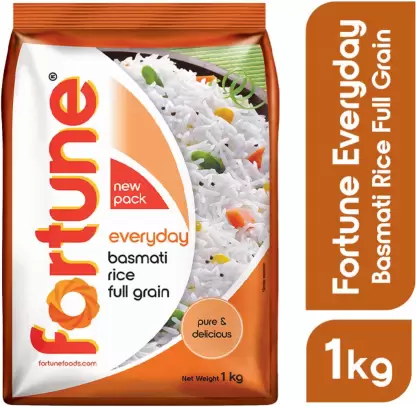 fortune®
new
pack
everyday
basmati
rice
full grain
pure &
delicious
fortunefoods.com
Net Weight 1 kg
Fortune Everyday
Basmati Rice Full Grain
1kg